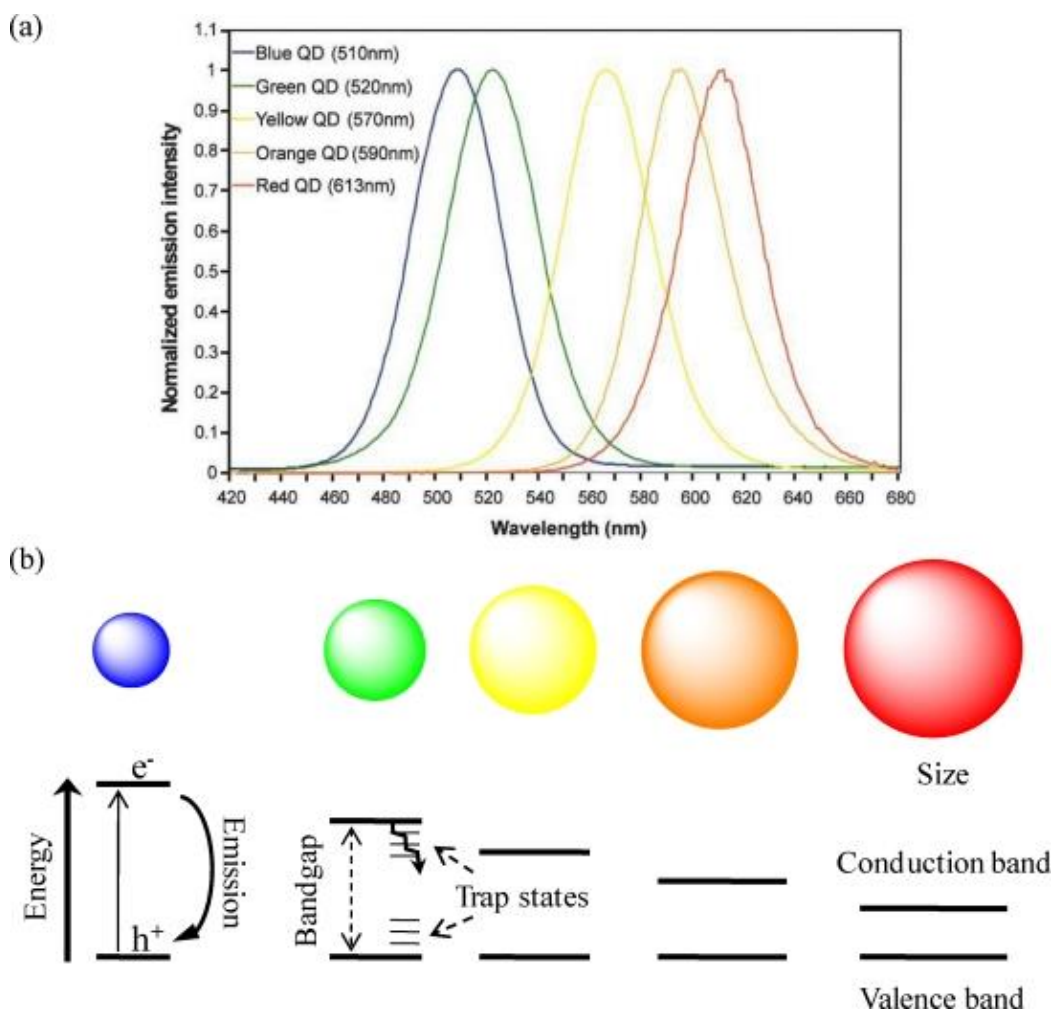 (a)
1.1
1
0.9
0.8
0.7
0.6
0.5
0.4
0.3
0.2
0.1
0
Normalized emission intensity
Blue QD (510nm)
Green QD (520nm)
Yellow QD (570nm)
Orange QD (590nm)
Red QD (613nm)
420 440 460 480 500 520 540 560 580 600 620 640 660 680
Wavelength (nm)
(b)
Size
Energy
e-
h+
Emission
Bandgap
Trap states
Conduction band
Valence band